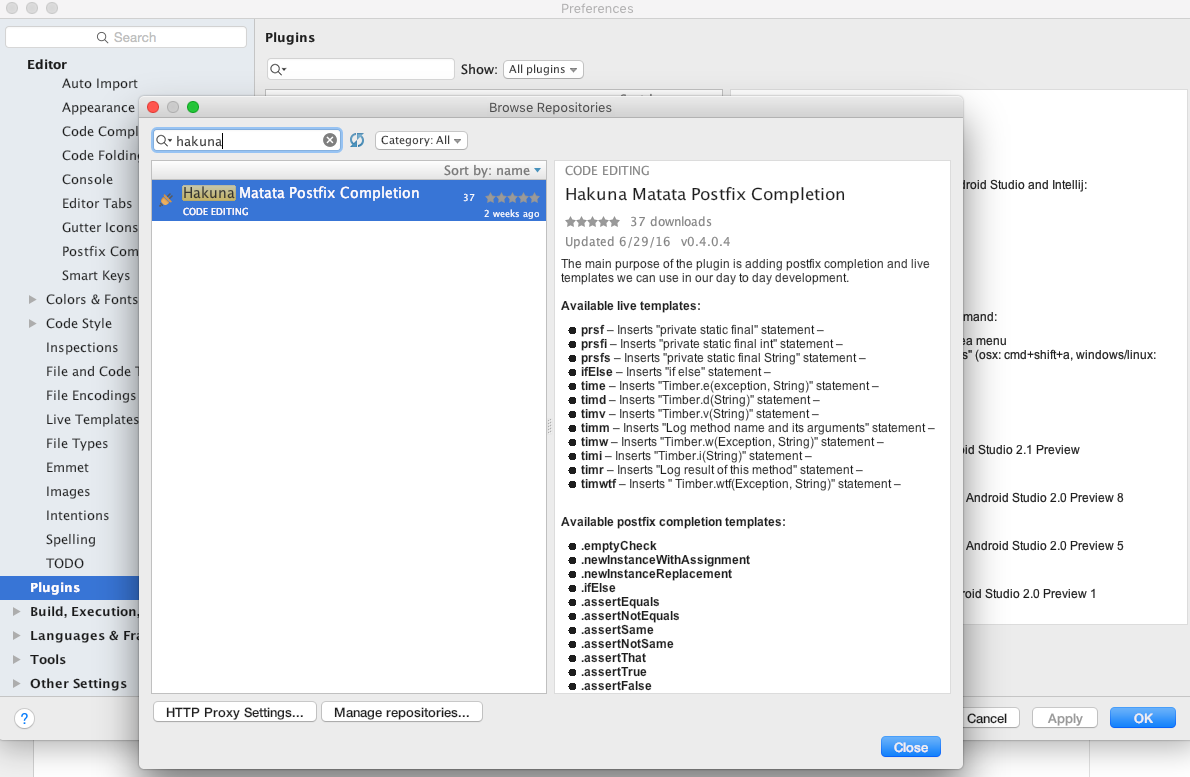 Preferences
Search
Editor
Auto Import
Appearance
Code Compl
Code Folding
Console
Editor Tabs
Gutter Icons
Postfix Com
Smart Keys
Colors & Fonts
Code Style
Inspections
File and Code T
File Encodings
Live Templates
File Types
Emmet
Images
Intentions
Spelling
TODO
Plugins
Build, Execution,
Languages & Fra
Tools
Other Settings
?
Plugins
Show: All plugins
Browse Repositories
hakuna
Category: All
Sort by: name
Hakuna Matata Postfix Completion 37
CODE EDITING 2 weeks ago
CODE EDITING
Hakuna Matata Postfix Completion
37 downloads
Updated 6/29/16 v0.4.0.4
The main purpose of the plugin is adding postfix completion and live
templates we can use in our day to day development.
Available live templates:
prsf – Inserts "private static final" statement –
prsfi – Inserts "private static final int" statement –
prsfs – Inserts "private static final String" statement –
ifElse – Inserts "if else" statement –
time – Inserts "Timber.e(exception, String)" statement –
timd – Inserts "Timber.d(String)" statement –
timv – Inserts "Timber.v(String)" statement –
timm – Inserts "Log method name and its arguments" statement –
timw – Inserts "Timber.w(Exception, String)" statement –
timi – Inserts "Timber.i(String)" statement –
timr – Inserts "Log result of this method" statement –
timwtf – Inserts " Timber.wtf(Exception, String)" statement –
Available postfix completion templates:
.emptyCheck
.newInstanceWithAssignment
.newInstanceReplacement
.ifElse
.assertEquals
.assertNotEquals
.assertSame
.assertNotSame
.assertThat
.assertTrue
.assertFalse
HTTP Proxy Settings...
Manage repositories...
Close
droid Studio and Intellij:
mmand:
ea menu
s" (osx: cmd+shift+a, windows/linux:
id Studio 2.1 Preview
Android Studio 2.0 Preview 8
Android Studio 2.0 Preview 5
roid Studio 2.0 Preview 1
Cancel
Apply
OK